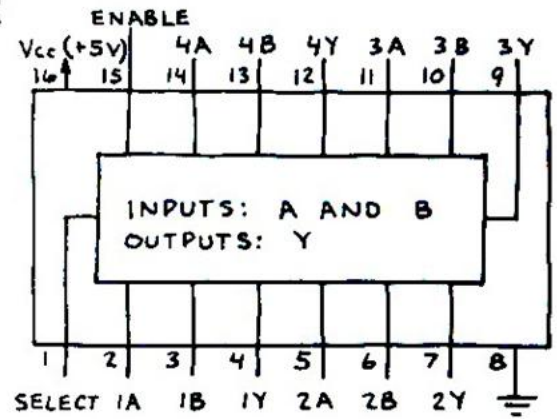 ENABLE
Vcc (+5V) 4A 4B 4Y 3A 3B 3Y
16 15 14 13 12 11 10 9
INPUTS: A AND B
OUTPUTS: Y
1 2 3 4 5 6 7 8
SELECT 1A 1B 1Y 2A 2B 2Y